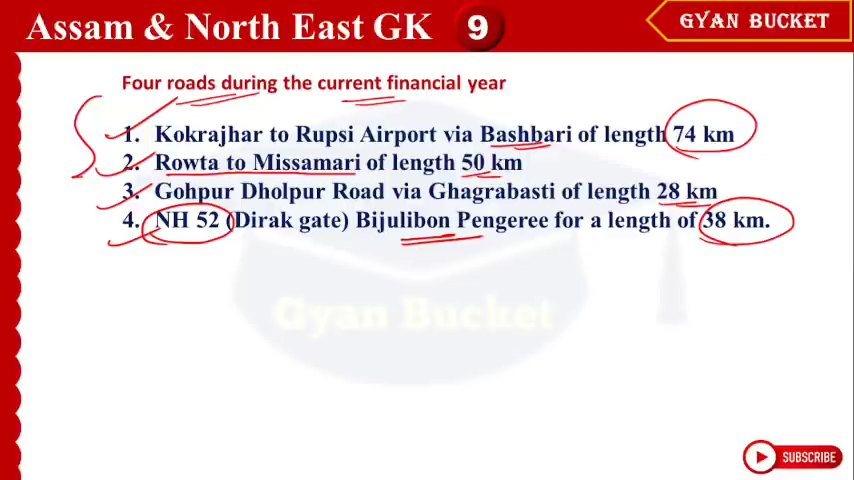 Assam & North East GK 9
GYAN BUCKET
Four roads during the current financial year
1. Kokrajhar to Rupsi Airport via Bashbari of length 74 km
2. Rowta to Missamari of length 50 km
3. Gohpur Dholpur Road via Ghagrabasti of length 28 km
4. NH 52 (Dirak gate) Bijulibon Pengeree for a length of 38 km.
Gyan Bucket
SUBSCRIBE